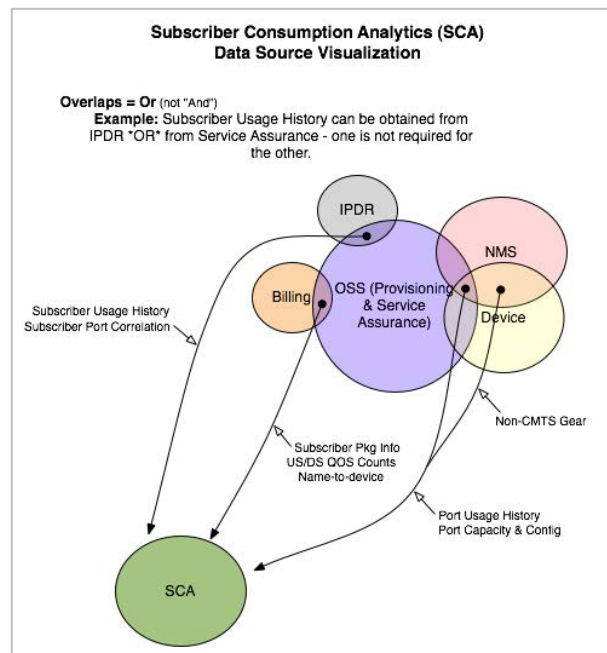 Subscriber Consumption Analytics (SCA)
Data Source Visualization
Overlaps = Or (not "And")
Example: Subscriber Usage History can be obtained from
IPDR *OR* from Service Assurance - one is not required for
the other.
IPDR
NMS
Billing
OSS (Provisioning
& Service
Assurance)
Device
Subscriber Usage History
Subscriber Port Correlation
Non-CMTS Gear
Subscriber Pkg Info
US/DS QOS Counts
Name-to-device
Port Usage History
Port Capacity & Config
SCA